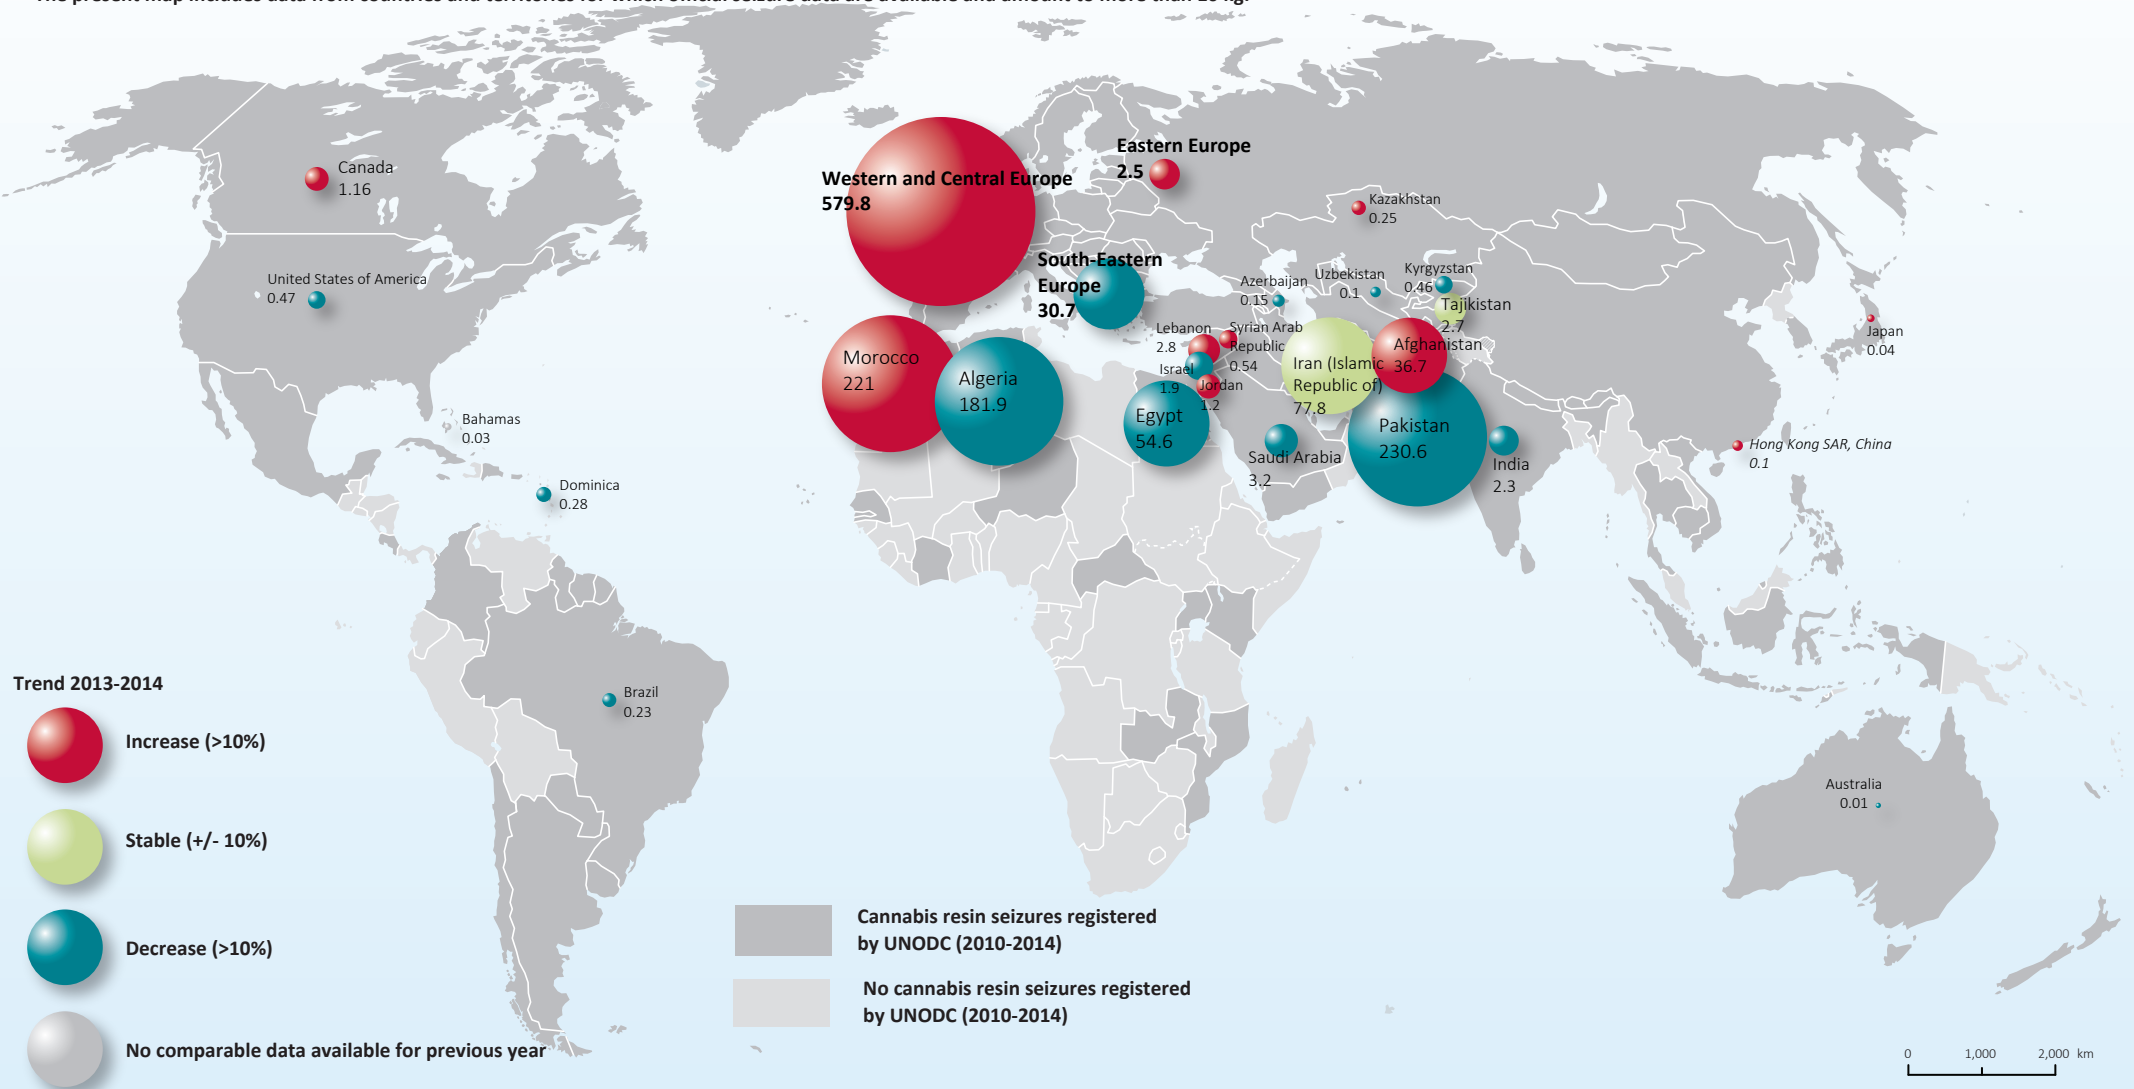 Canada
1.16
United States of America
0.47
Bahamas
0.03
Dominica
0.28
Brazil
0.23
Western and Central Europe
579.8
Eastern Europe
2.5
South-Eastern
Europe
30.7
Morocco
221
Algeria
181.9
Egypt
54.6
Lebanon
2.8
Syrian Arab
Republic
0.54
Israel
1.9
Jordan
1.2
Saudi Arabia
3.2
Azerbaijan
0.15
Uzbekistan
0.1
Kazakhstan
0.25
Kyrgyzstan
0.46
Tajikistan
2.7
Iran (Islamic
Republic of)
77.8
Afghanistan
36.7
Pakistan
230.6
India
2.3
Japan
0.04
Hong Kong SAR, China
0.1
Australia
0.01
Trend 2013-2014
Increase (>10%)
Stable (+/- 10%)
Decrease (>10%)
No comparable data available for previous year
Cannabis resin seizures registered
by UNODC (2010-2014)
No cannabis resin seizures registered
by UNODC (2010-2014)
0 1,000 2,000 km